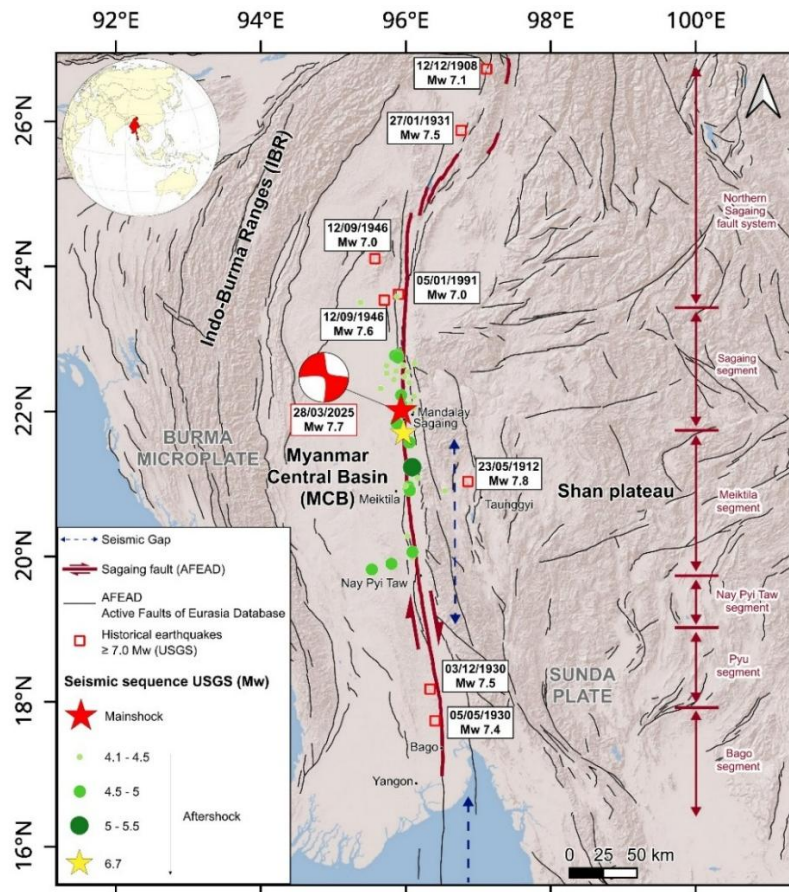 92°E
94°E
96°E
98°E
100°E
26°N
24°N
22°N
20°N
18°N
16°N
12/12/1908
Mw 7.1
27/01/1931
Mw 7.5
Indo-Burma Ranges (IBR)
12/09/1946
Mw 7.0
05/01/1991
Mw 7.0
12/09/1946
Mw 7.6
28/03/2025
Mw 7.7
Mandalay
Sagaing
BURMA
MICROPLATE
Myanmar
Central Basin
(MCB)
Meiktila
23/05/1912
Mw 7.8
Taunggyi
Shan plateau
Nay Pyi Taw
03/12/1930
Mw 7.5
05/05/1930
Mw 7.4
SUNDA
PLATE
Bago
Yangon
Northern
Sagaing
fault system
Sagaing
segment
Meiktila
segment
Nay Pyi Taw
segment
Pyu
segment
Bago
segment
Seismic Gap
Sagaing fault (AFEAD)
AFEAD
Active Faults of Eurasia Database
Historical earthquakes
≥ 7.0 Mw (USGS)
Seismic sequence USGS (Mw)
Mainshock
4.1 - 4.5
4.5 - 5
5 - 5.5
6.7
Aftershock
0 25 50 km